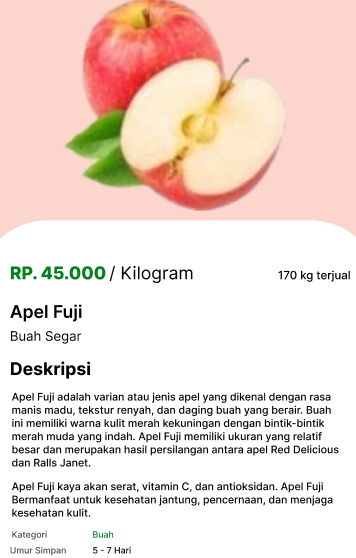 RP. 45.000 / Kilogram 170 kg terjual
Apel Fuji
Buah Segar
Deskripsi
Apel Fuji adalah varian atau jenis apel yang dikenal dengan rasa
manis madu, tekstur renyah, dan daging buah yang berair. Buah
ini memiliki warna kulit merah kekuningan dengan bintik-bintik
merah muda yang indah. Apel Fuji memiliki ukuran yang relatif
besar dan merupakan hasil persilangan antara apel Red Delicious
dan Ralls Janet.
Apel Fuji kaya akan serat, vitamin C, dan antioksidan. Apel Fuji
Bermanfaat untuk kesehatan jantung, pencernaan, dan menjaga
kesehatan kulit.
Kategori Buah
Umur Simpan 5 - 7 Hari